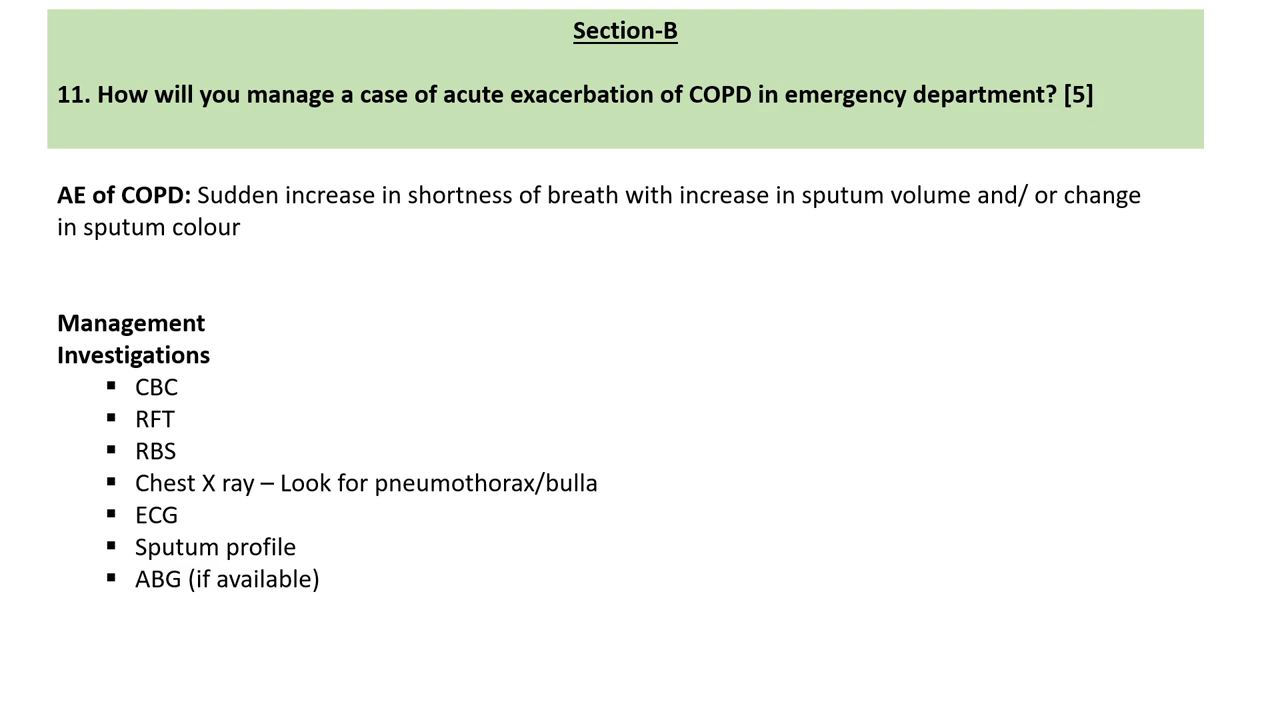 Section-B
11. How will you manage a case of acute exacerbation of COPD in emergency department? [5]
AE of COPD: Sudden increase in shortness of breath with increase in sputum volume and/ or change
in sputum colour
Management
Investigations
▪ CBC
▪ RFT
▪ RBS
▪ Chest X ray – Look for pneumothorax/bulla
▪ ECG
▪ Sputum profile
▪ ABG (if available)